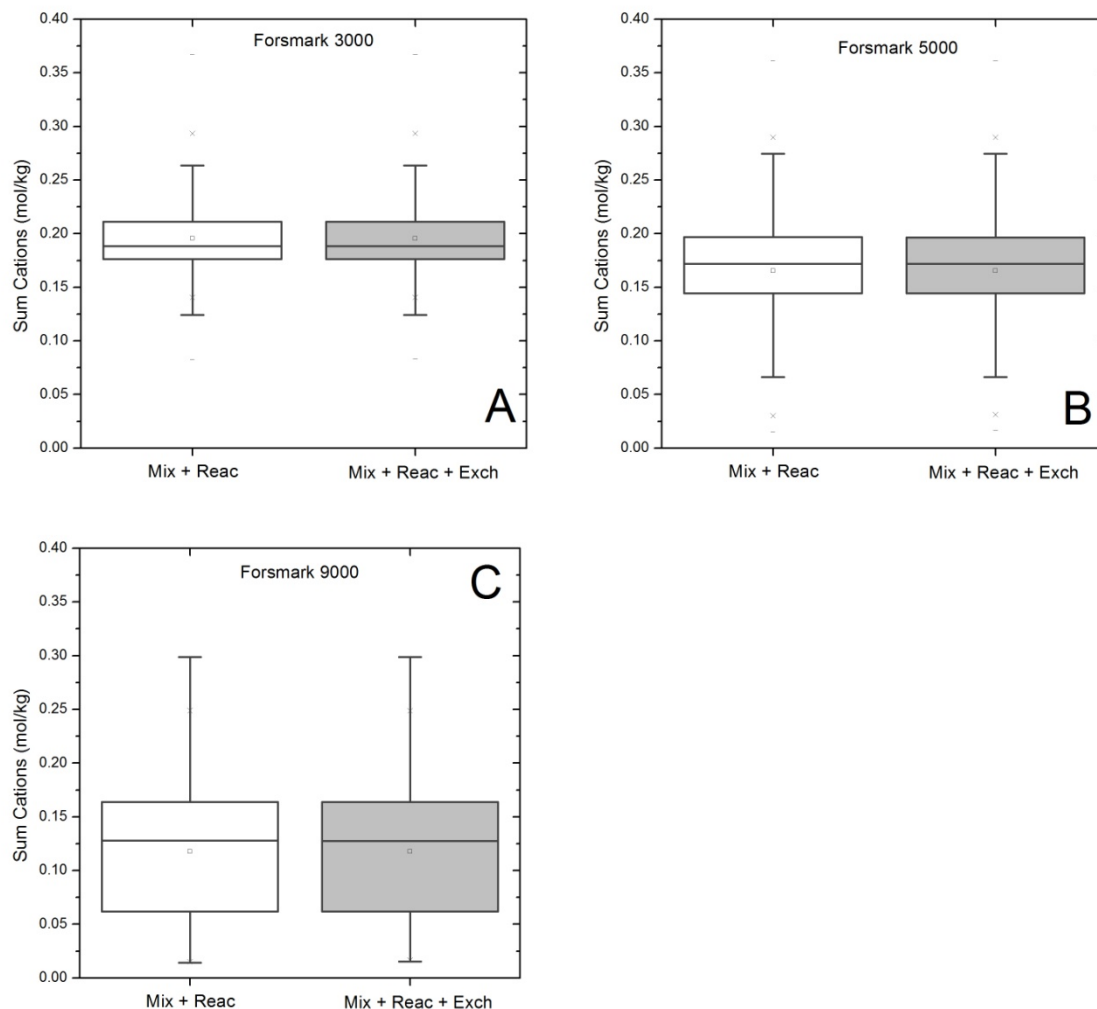 Forsmark 3000
Sum Cations (mol/kg)
0.40
0.35
0.30
0.25
0.20
0.15
0.10
0.05
0.00
A
Mix + Reac
Mix + Reac + Exch
Forsmark 5000
Sum Cations (mol/kg)
0.40
0.35
0.30
0.25
0.20
0.15
0.10
0.05
0.00
B
Mix + Reac
Mix + Reac + Exch
Forsmark 9000
C
Sum Cations (mol/kg)
0.40
0.35
0.30
0.25
0.20
0.15
0.10
0.05
0.00
Mix + Reac
Mix + Reac + Exch